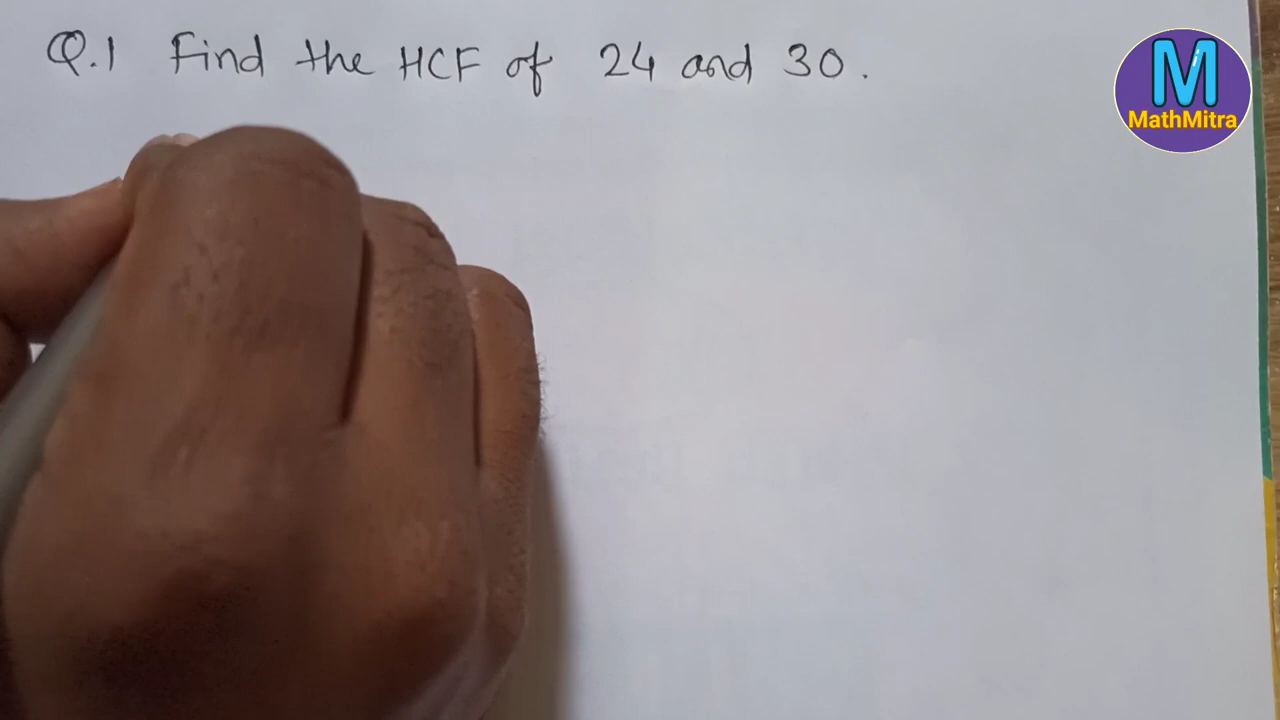 Q.1 Find the HCF of 24 and 30.
M
MathMitra